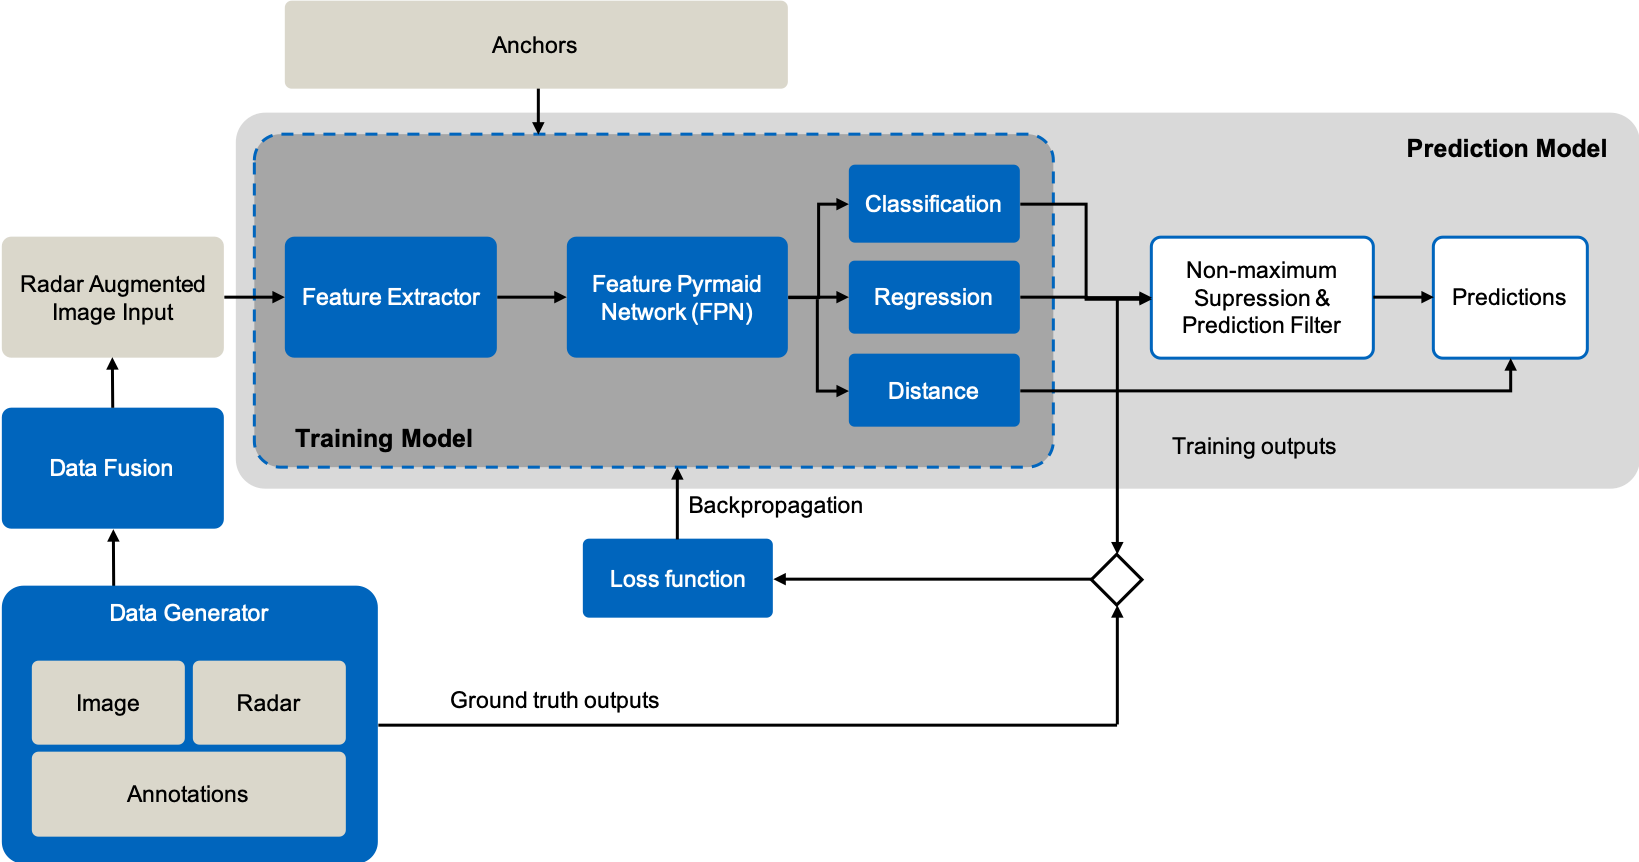 Anchors
Prediction Model
Classification
Radar Augmented
Image Input
Feature Extractor
Feature Pyrmaid
Network (FPN)
Regression
Non-maximum
Supression &
Prediction Filter
Predictions
Distance
Training Model
Training outputs
Data Fusion
Backpropagation
Loss function
Data Generator
Image
Radar
Ground truth outputs
Annotations